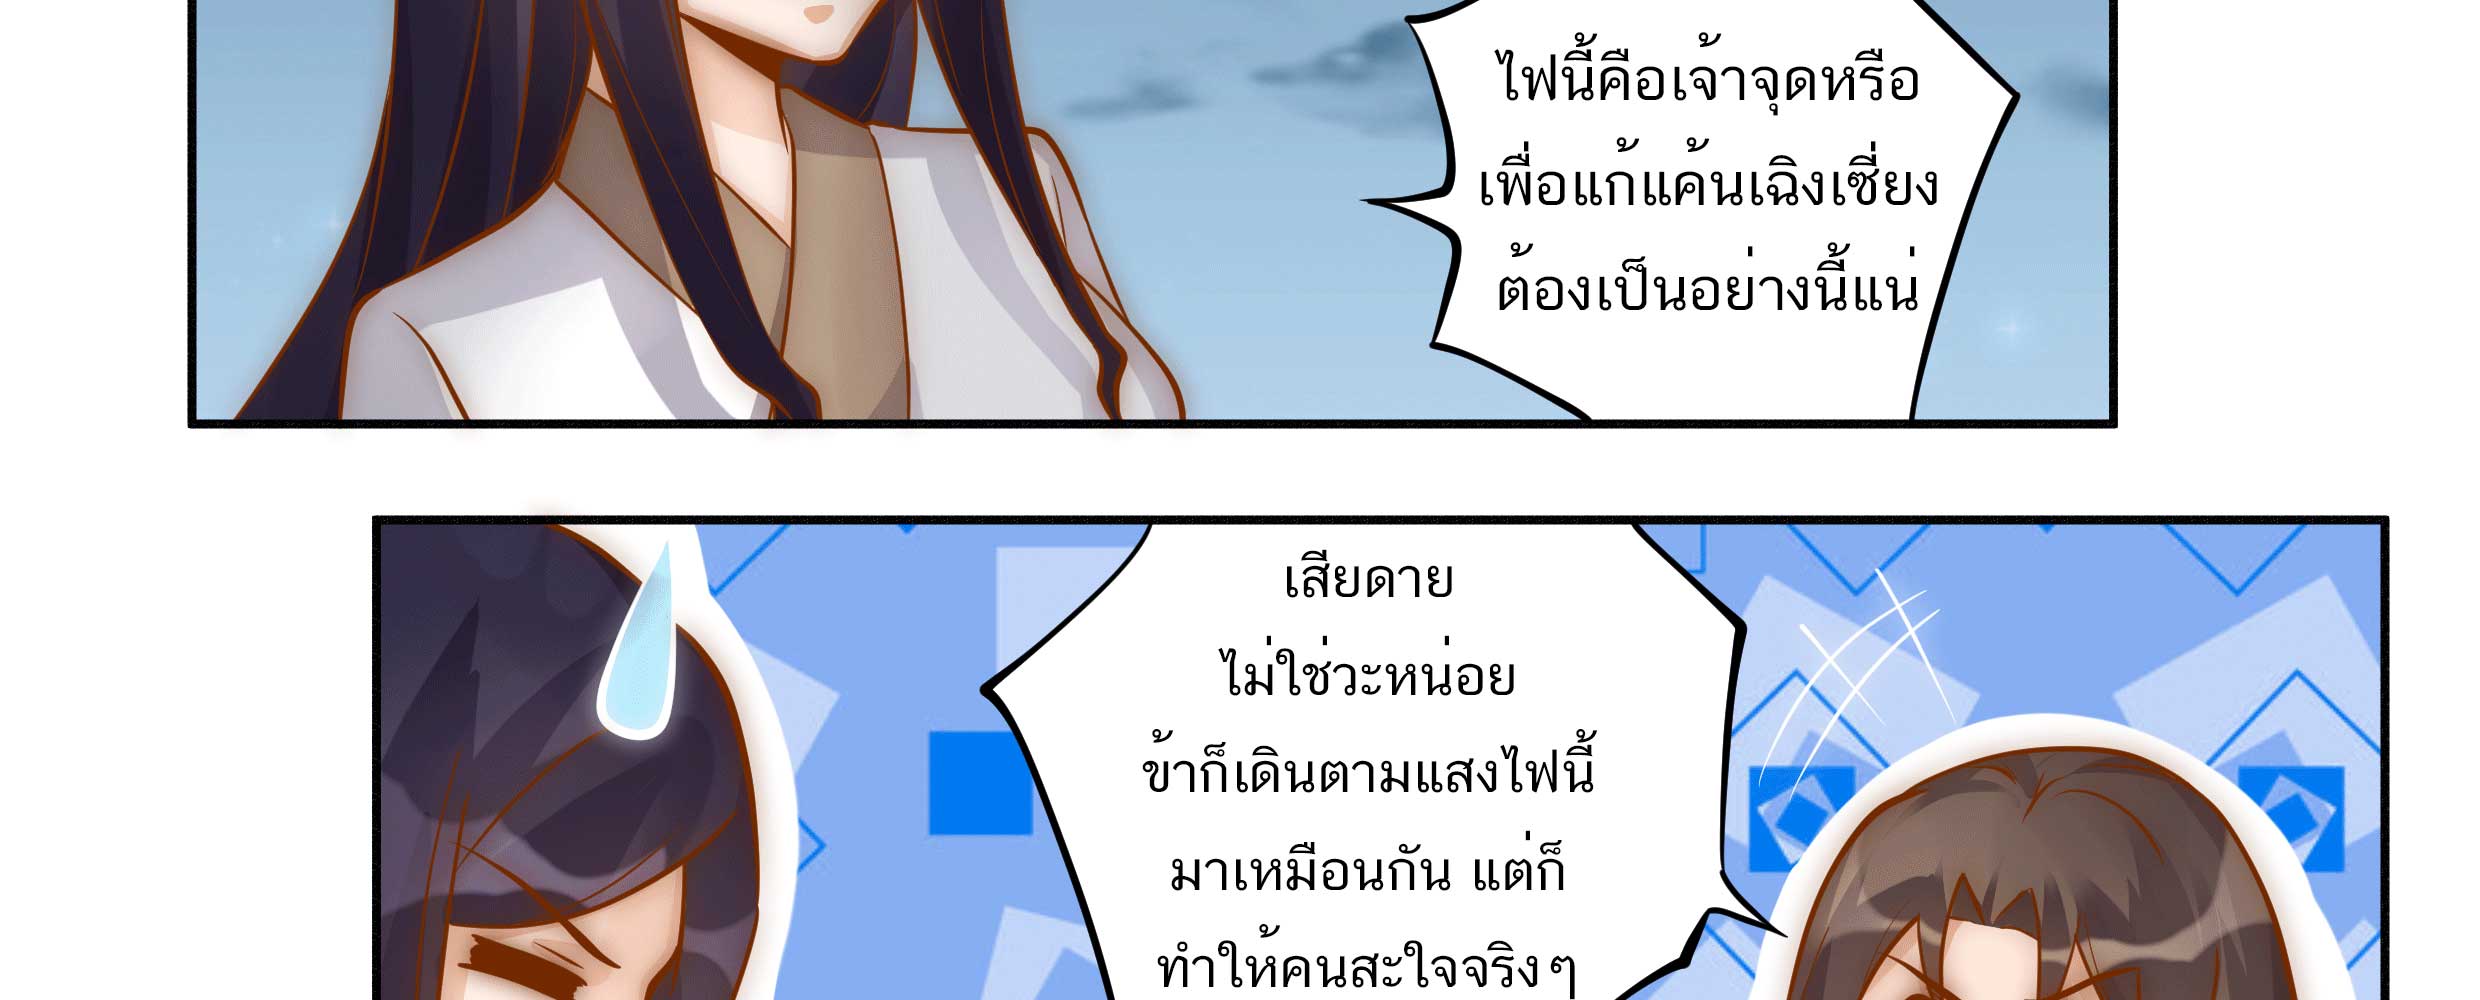 ไฟนี้คือเจ้าจุดหรือ
เพื่อแก้แค้นเฉิงเซี่ยง
ต้องเป็นอย่างนี้แน่
เสียดาย
ไม่ใช่วะหน่อย
ข้าก็เดินตามแสงไฟนี้
มาเหมือนกัน แต่ก็
ทำให้คนสะใจจริงๆ